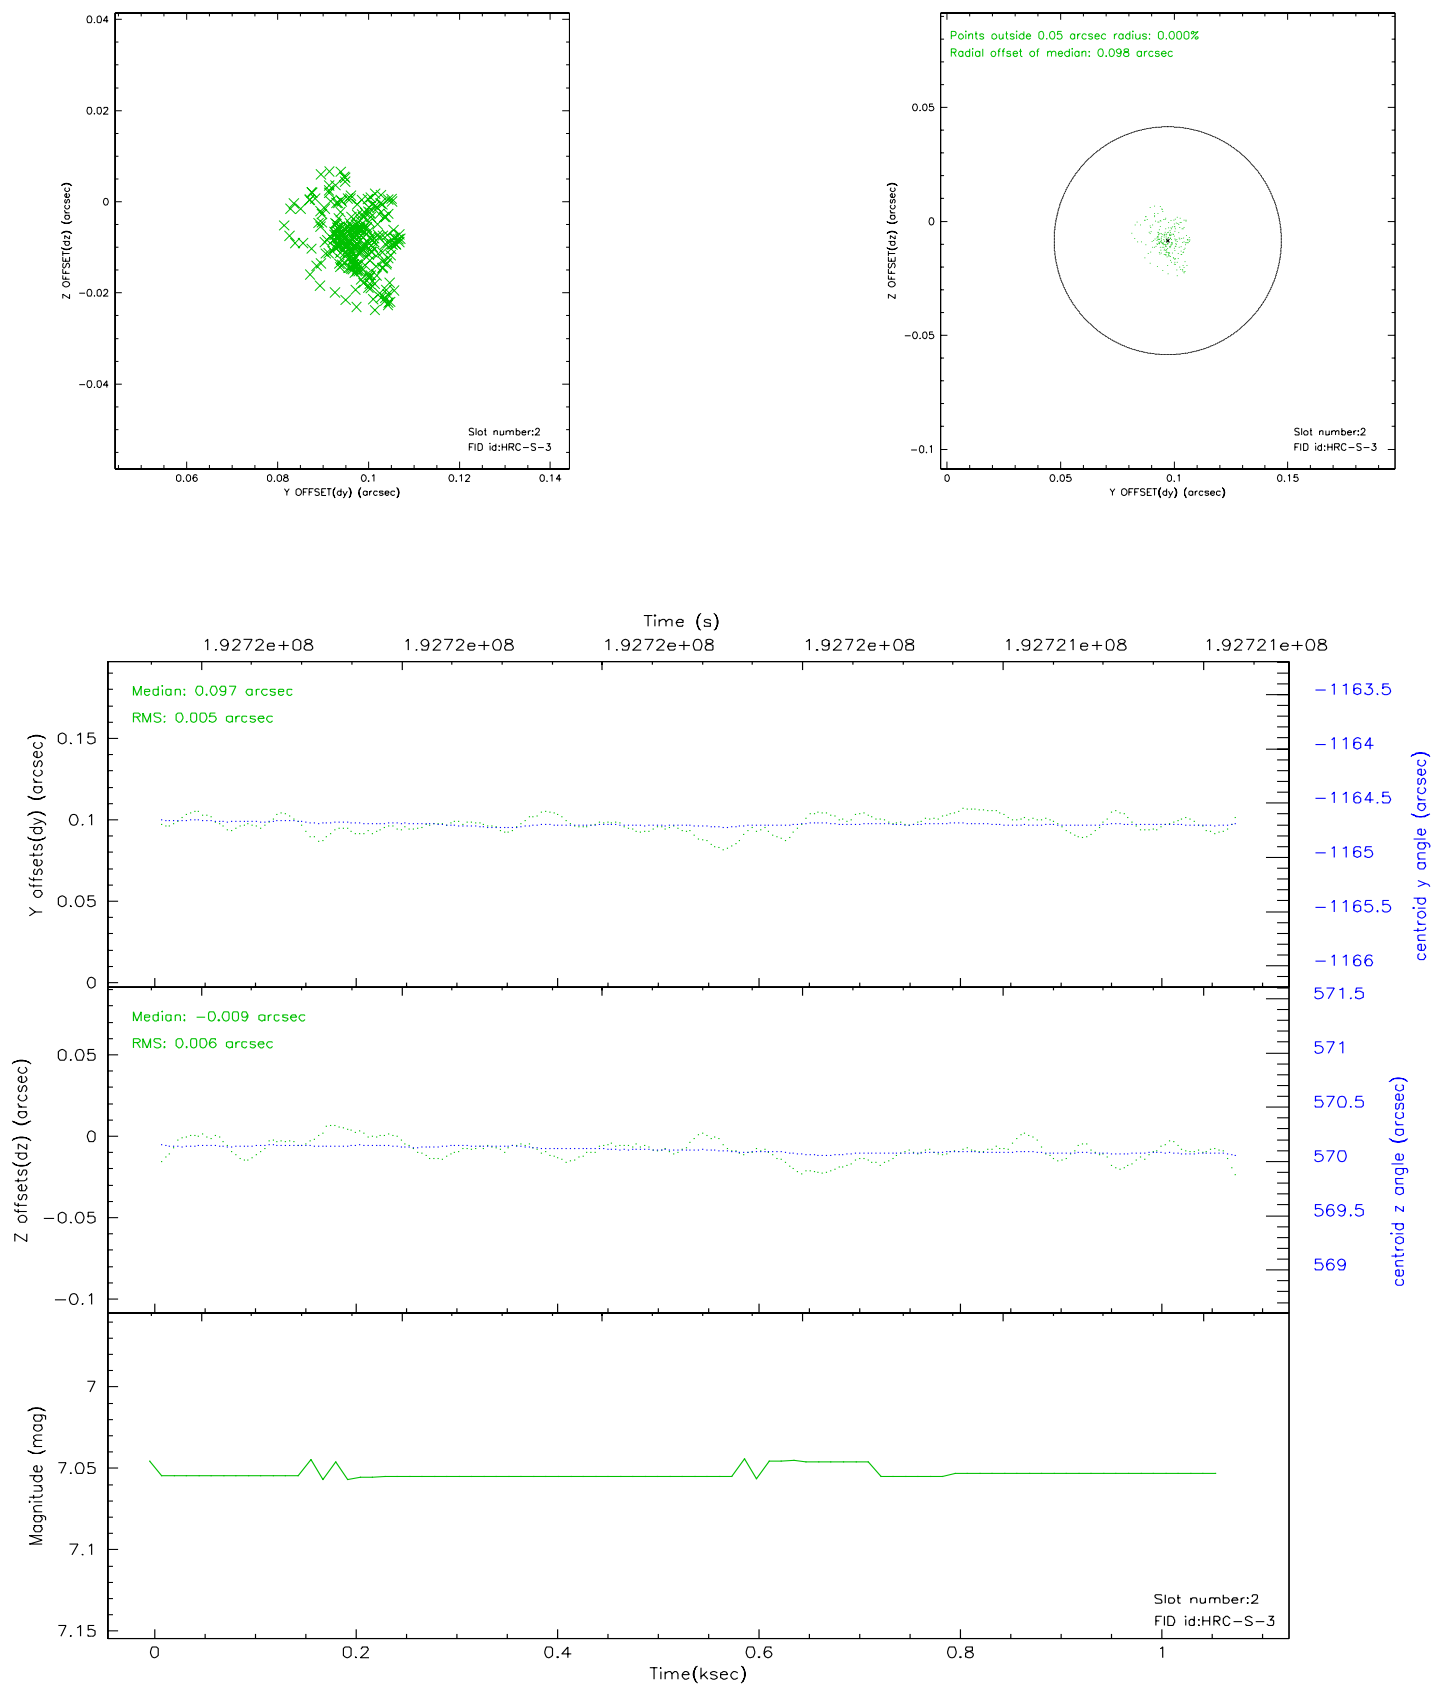 0.04
0.02
0
−0.02
−0.04
Z OFFSET(dz) (arcsec)
Slot number:2
FID id:HRC−S−3
0.06 0.08 0.1 0.12 0.14
Y OFFSET(dy) (arcsec)
Points outside 0.05 arcsec radius: 0.000%
Radial offset of median: 0.098 arcsec
0.05
0
−0.05
−0.1
Z OFFSET(dz) (arcsec)
Slot number:2
FID id:HRC−S−3
0 0.05 0.1 0.15
Y OFFSET(dy) (arcsec)
Time (s)
1.9272e+08 1.9272e+08 1.9272e+08 1.9272e+08 1.92721e+08 1.92721e+08
Median: 0.097 arcsec
RMS: 0.005 arcsec
0.15
0.1
0.05
0
Y offsets(dy) (arcsec)
−1163.5
−1164
−1164.5
−1165
−1165.5
−1166
centroid y angle (arcsec)
Median: −0.009 arcsec
RMS: 0.006 arcsec
0.05
0
−0.05
−0.1
Z offsets(dz) (arcsec)
571.5
571
570.5
570
569.5
569
centroid z angle (arcsec)
7
7.05
7.1
7.15
Magnitude (mag)
Slot number:2
FID id:HRC−S−3
0 0.2 0.4 0.6 0.8 1
Time(ksec)